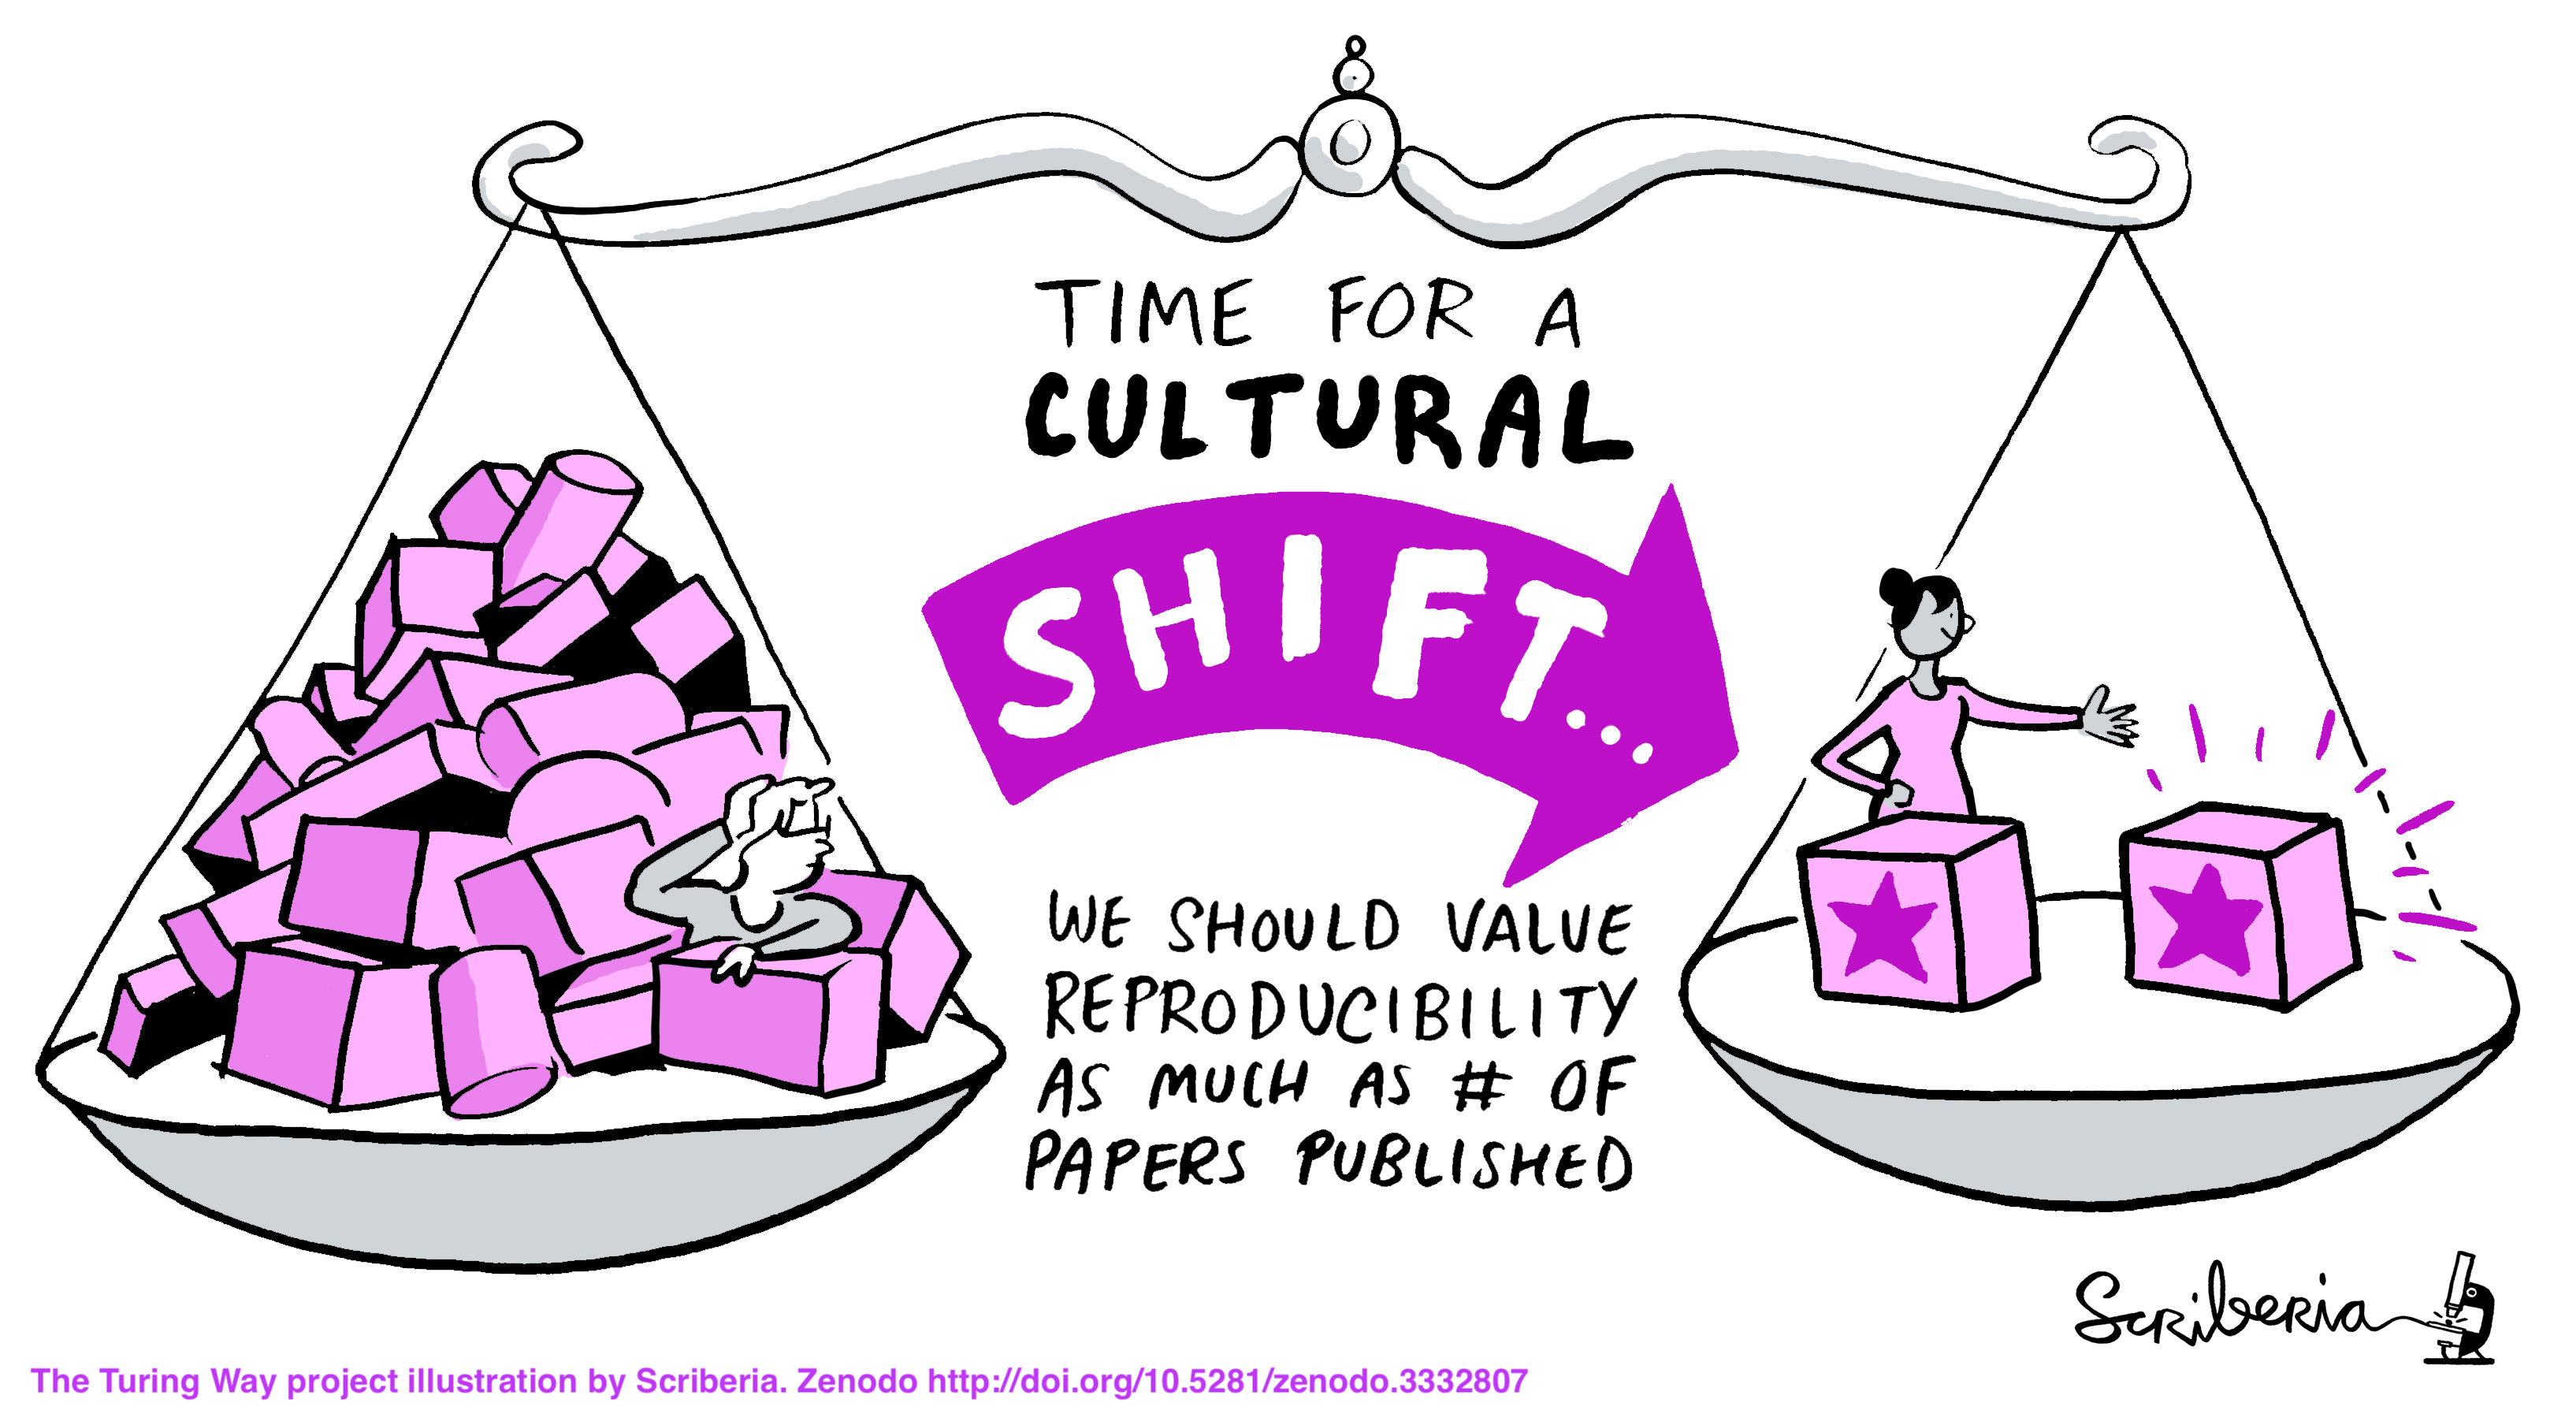 TIME FOR A
CULTURAL
SHIFT...
WE SHOULD VALUE
REPRODUCIBILITY
AS MUCH AS # OF
PAPERS PUBLISHED
Scriberia
The Turing Way project illustration by Scriberia. Zenodo http://doi.org/10.5281/zenodo.3332807